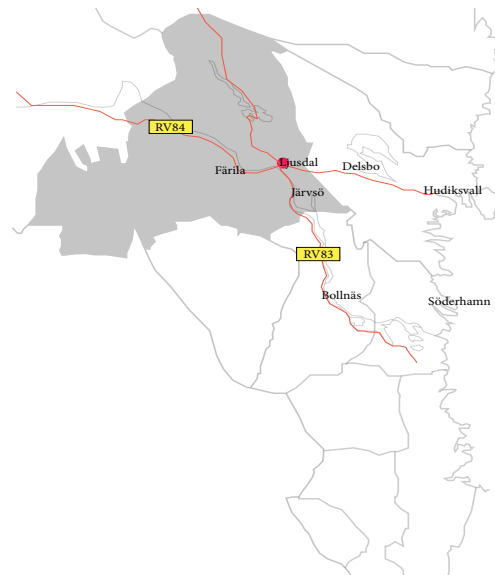 RV84
Ljusdal
Delsbo
Färila
Hudiksvall
Järvsö
RV83
Bollnäs
Söderhamn